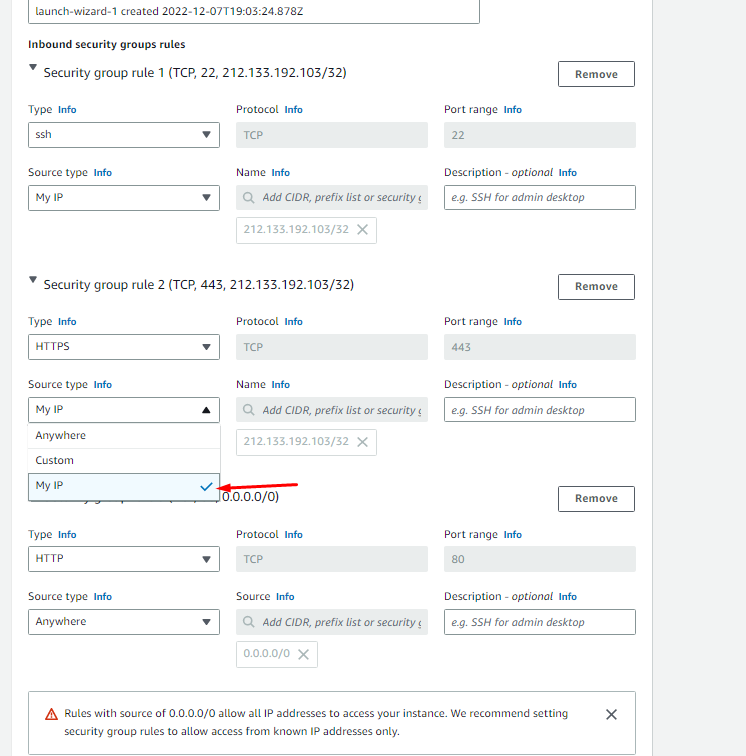 launch-wizard-1 created 2022-12-07T19:03:24.878Z
Inbound security groups rules
Security group rule 1 (TCP, 22, 212.133.192.103/32)
Remove
Type Info
Protocol Info
Port range Info
ssh
TCP
22
Source type Info
Name Info
Description - optional Info
My IP
Add CIDR, prefix list or security g
e.g. SSH for admin desktop
212.133.192.103/32
Security group rule 2 (TCP, 443, 212.133.192.103/32)
Remove
Type Info
Protocol Info
Port range Info
HTTPS
TCP
443
Source type Info
Name Info
Description - optional Info
My IP
Add CIDR, prefix list or security g
e.g. SSH for admin desktop
212.133.192.103/32
Anywhere
Custom
My IP
0.0.0.0/0)
Remove
Type Info
Protocol Info
Port range Info
HTTP
TCP
80
Source type Info
Source Info
Description - optional Info
Anywhere
Add CIDR, prefix list or security g
e.g. SSH for admin desktop
0.0.0.0/0
Rules with source of 0.0.0.0/0 allow all IP addresses to access your instance. We recommend setting
security group rules to allow access from known IP addresses only.